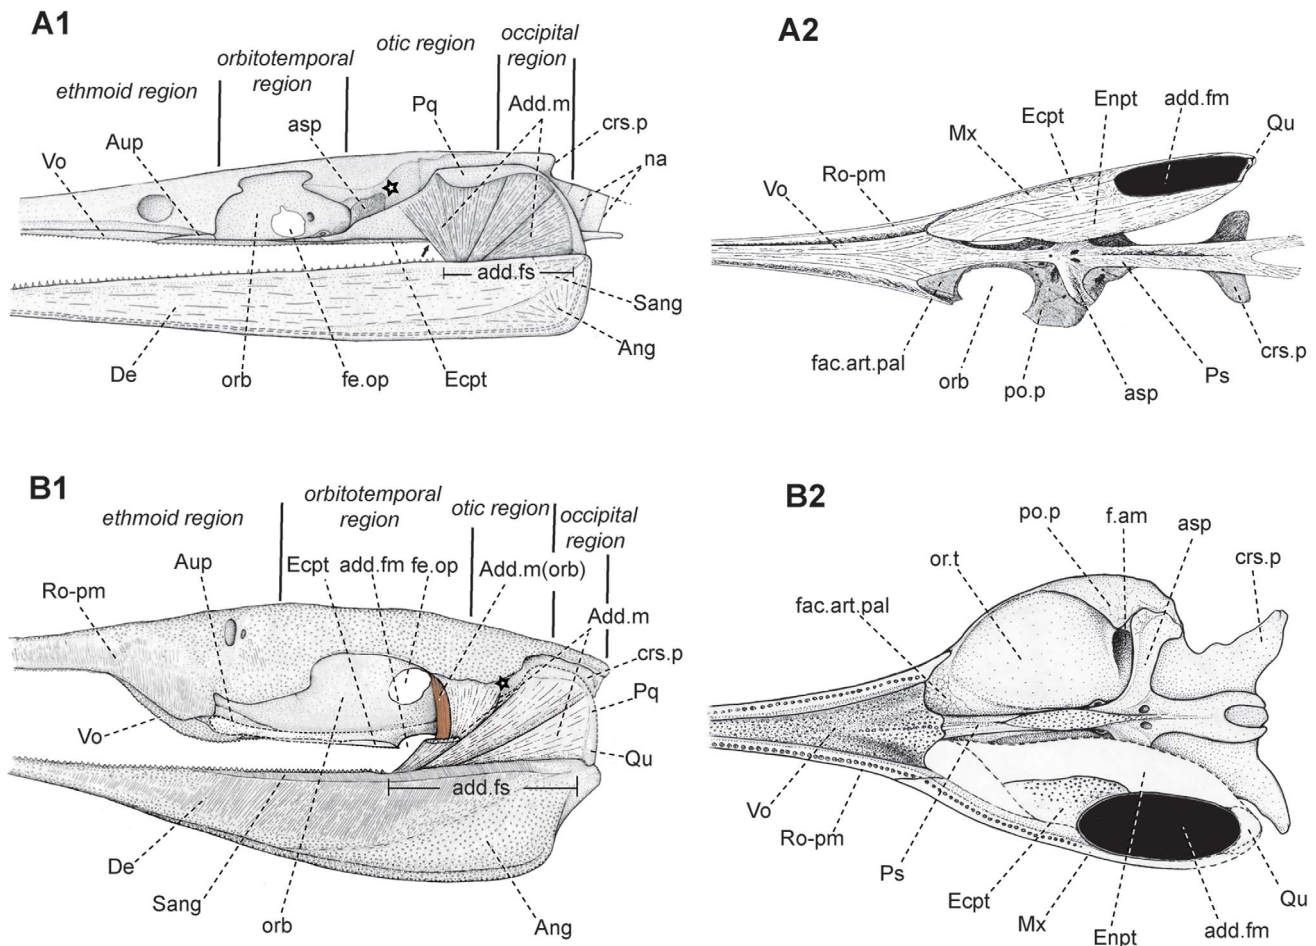 A1
ethmoid region
orbitotemporal
region
otic region
occipital
region
Vo
Aup
asp
Pq
Add.m
crs.p
na
add.fs
Sang
Ang
De
orb
fe.op
Ecpt
A2
Vo
Ro-pm
Mx
Ecpt
Enpt
add.fm
Qu
fac.art.pal
orb
po.p
asp
Ps
crs.p
B1
ethmoid region
orbitotemporal
region
otic region
occipital
region
Ro-pm
Aup
Ecpt
add.fm
fe.op
Add.m(orb)
Add.m
crs.p
Pq
Vo
Qu
add.fs
De
Sang
orb
Ang
B2
fac.art.pal
or.t
po.p
f.am
asp
crs.p
Vo
Ro-pm
Ps
Ecpt
Mx
Enpt
add.fm
Qu